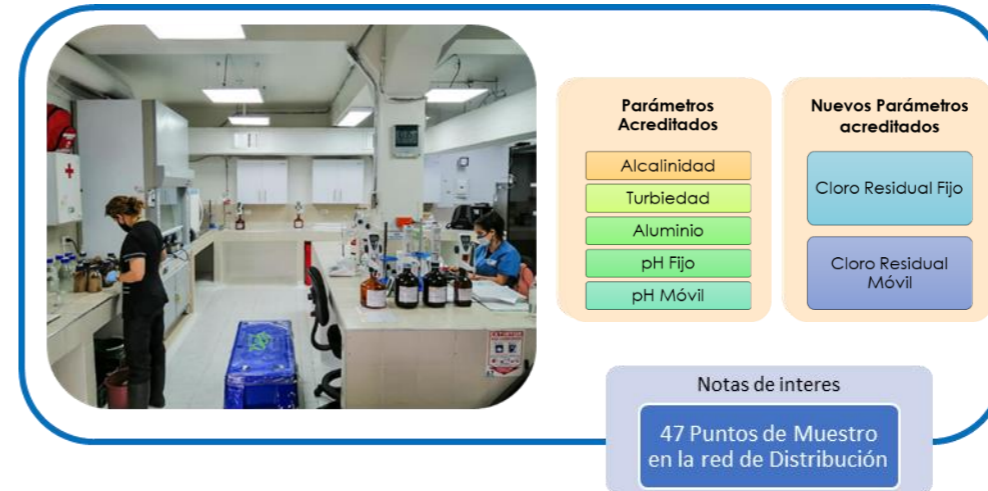 Parámetros
Acreditados
Alcalinidad
Turbiedad
Aluminio
pH Fijo
pH Móvil
Nuevos Parámetros
acreditados
Cloro Residual Fijo
Cloro Residual
Móvil
Notas de interes
47 Puntos de Muestro
en la red de Distribución